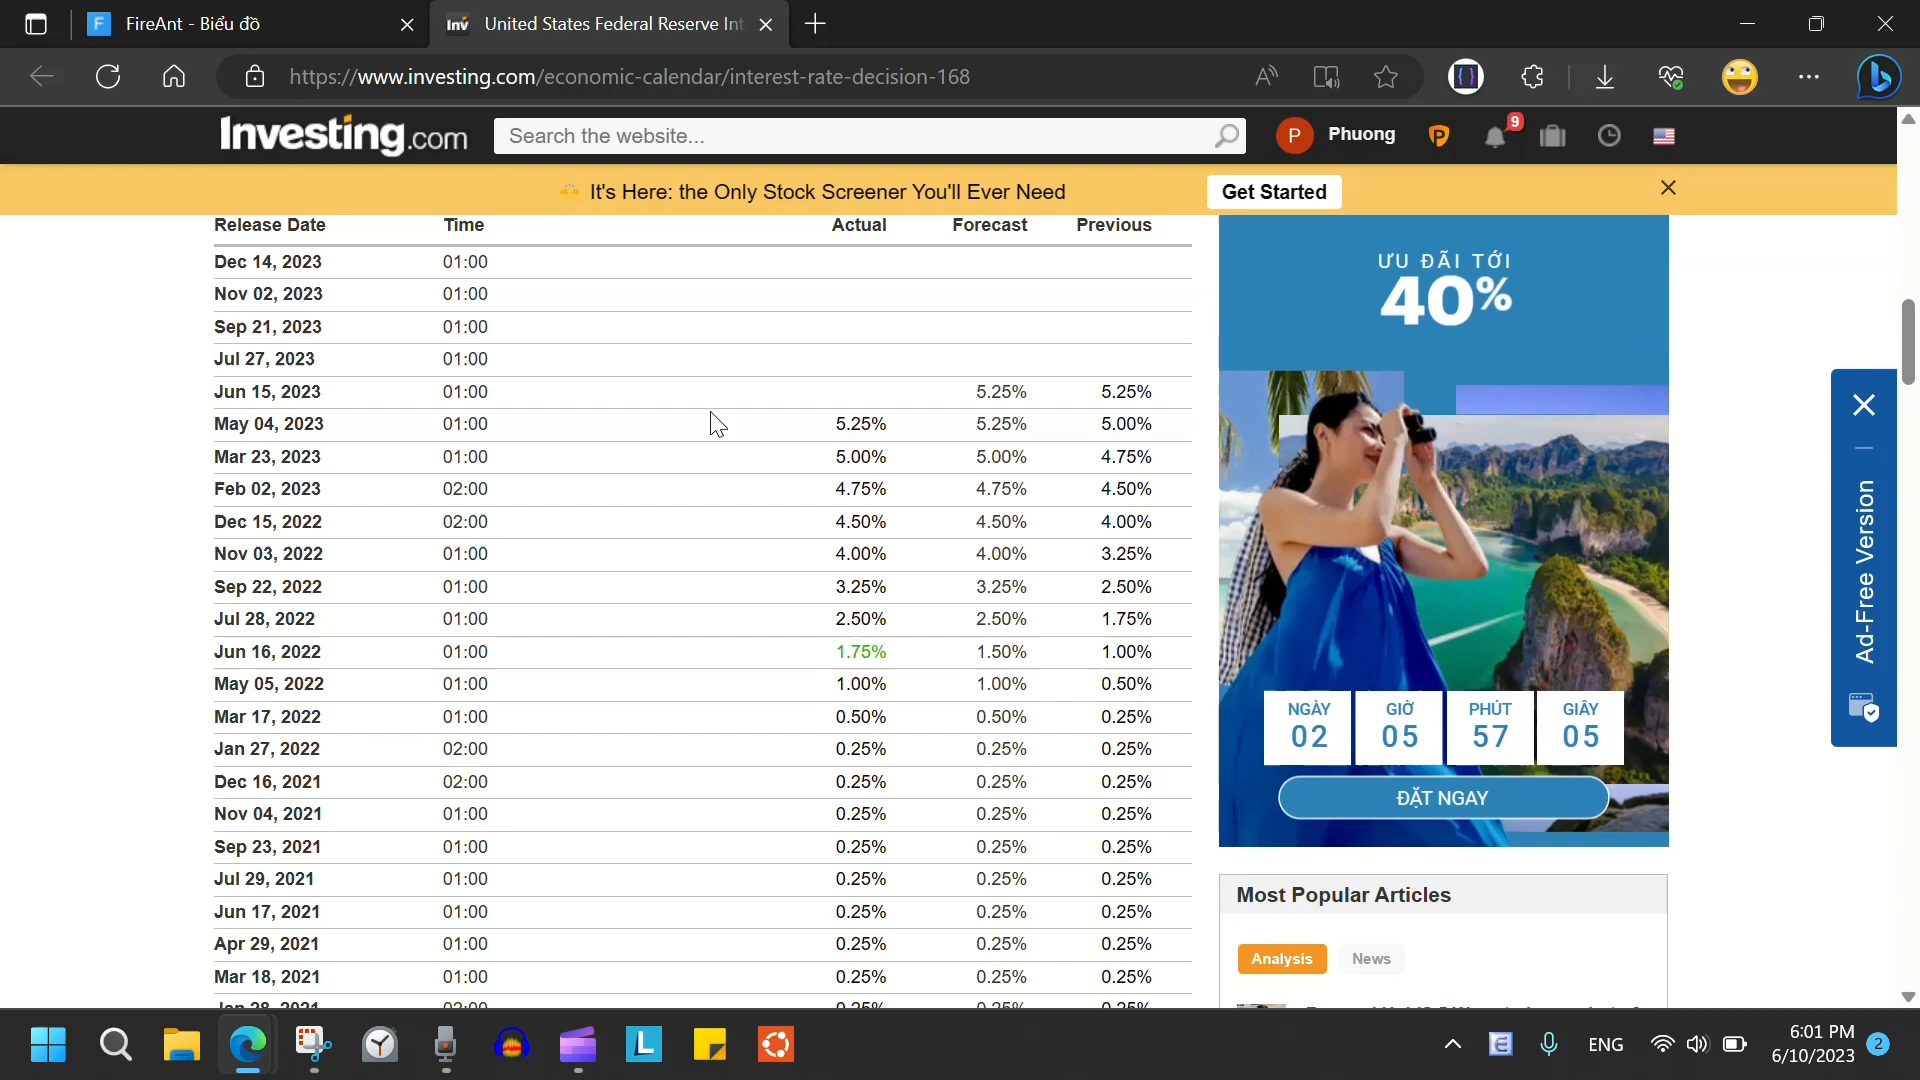 FireAnt - Biểu đồ
United States Federal Reserve Int
https://www.investing.com/economic-calendar/interest-rate-decision-168
Investing.com
Search the website...
P
Phuong
9
It's Here: the Only Stock Screener You'll Ever Need
Get Started
Release Date Time Actual Forecast Previous
Dec 14, 2023 01:00
Nov 02, 2023 01:00
Sep 21, 2023 01:00
Jul 27, 2023 01:00
Jun 15, 2023 01:00 5.25% 5.25%
May 04, 2023 01:00 5.25% 5.25% 5.00%
Mar 23, 2023 01:00 5.00% 5.00% 4.75%
Feb 02, 2023 02:00 4.75% 4.75% 4.50%
Dec 15, 2022 02:00 4.50% 4.50% 4.00%
Nov 03, 2022 01:00 4.00% 4.00% 3.25%
Sep 22, 2022 01:00 3.25% 3.25% 2.50%
Jul 28, 2022 01:00 2.50% 2.50% 1.75%
Jun 16, 2022 01:00 1.75% 1.50% 1.00%
May 05, 2022 01:00 1.00% 1.00% 0.50%
Mar 17, 2022 01:00 0.50% 0.50% 0.25%
Jan 27, 2022 02:00 0.25% 0.25% 0.25%
Dec 16, 2021 02:00 0.25% 0.25% 0.25%
Nov 04, 2021 01:00 0.25% 0.25% 0.25%
Sep 23, 2021 01:00 0.25% 0.25% 0.25%
Jul 29, 2021 01:00 0.25% 0.25% 0.25%
Jun 17, 2021 01:00 0.25% 0.25% 0.25%
Apr 29, 2021 01:00 0.25% 0.25% 0.25%
Mar 18, 2021 01:00 0.25% 0.25% 0.25%
Jan 28, 2021 02:00 0.25% 0.25% 0.25%
ƯU ĐÃI TỚI
40%
NGÀY GIỜ PHÚT GIÂY
02 05 57 05
ĐẶT NGAY
Ad-Free Version
Most Popular Articles
Analysis News
ENG
6:01 PM
6/10/2023
2